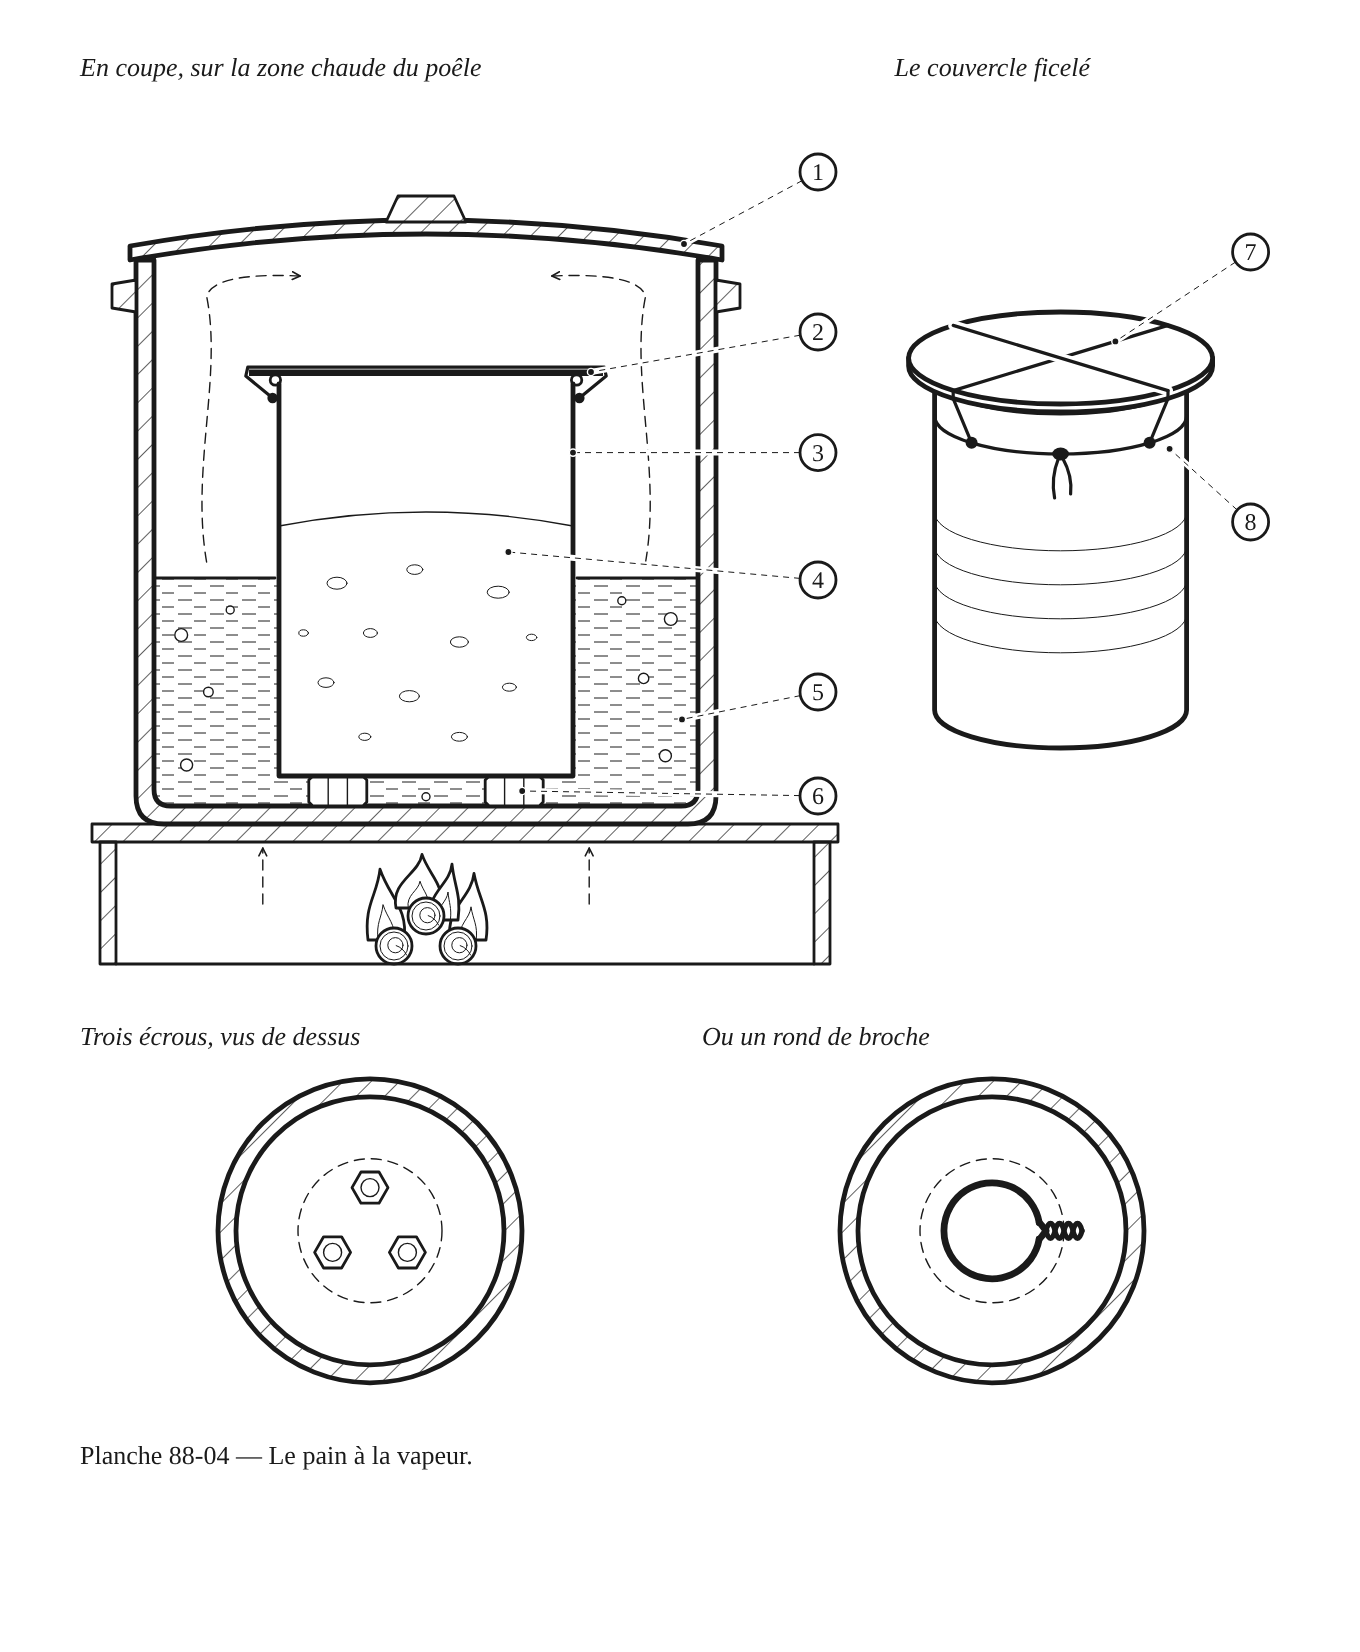 En coupe, sur la zone chaude du poêle
Le couvercle ficelé
1
2
3
4
5
6
7
8
Trois écrous, vus de dessus
Ou un rond de broche
Planche 88-04 — Le pain à la vapeur.